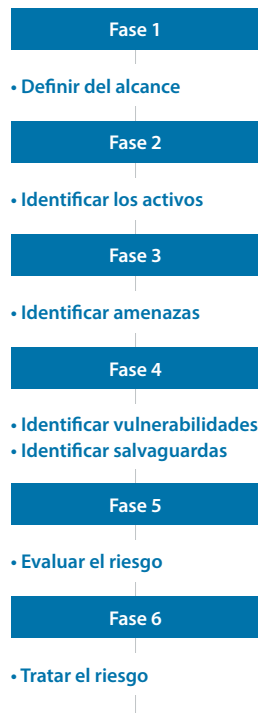 Fase 1
• Definir del alcance
Fase 2
• Identificar los activos
Fase 3
• Identificar amenazas
Fase 4
• Identificar vulnerabilidades
• Identificar salvaguardas
Fase 5
• Evaluar el riesgo
Fase 6
• Tratar el riesgo